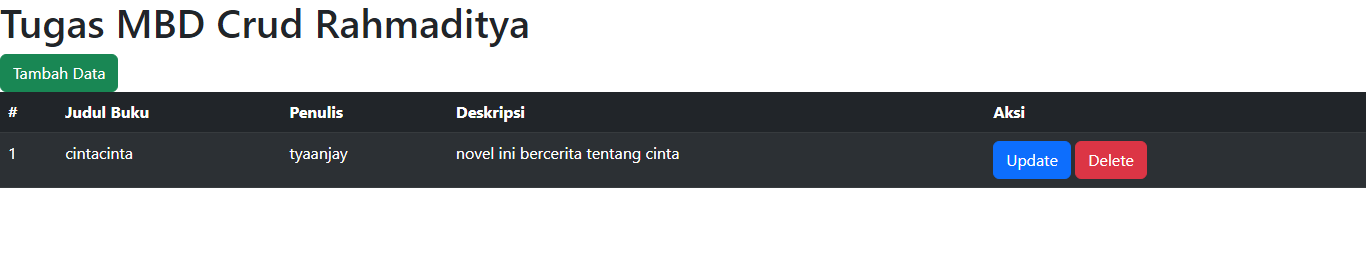 Tugas MBD Crud Rahmaditya
Tambah Data
# Judul Buku Penulis Deskripsi Aksi
1 cintacinta tyaanjay novel ini bercerita tentang cinta Update Delete